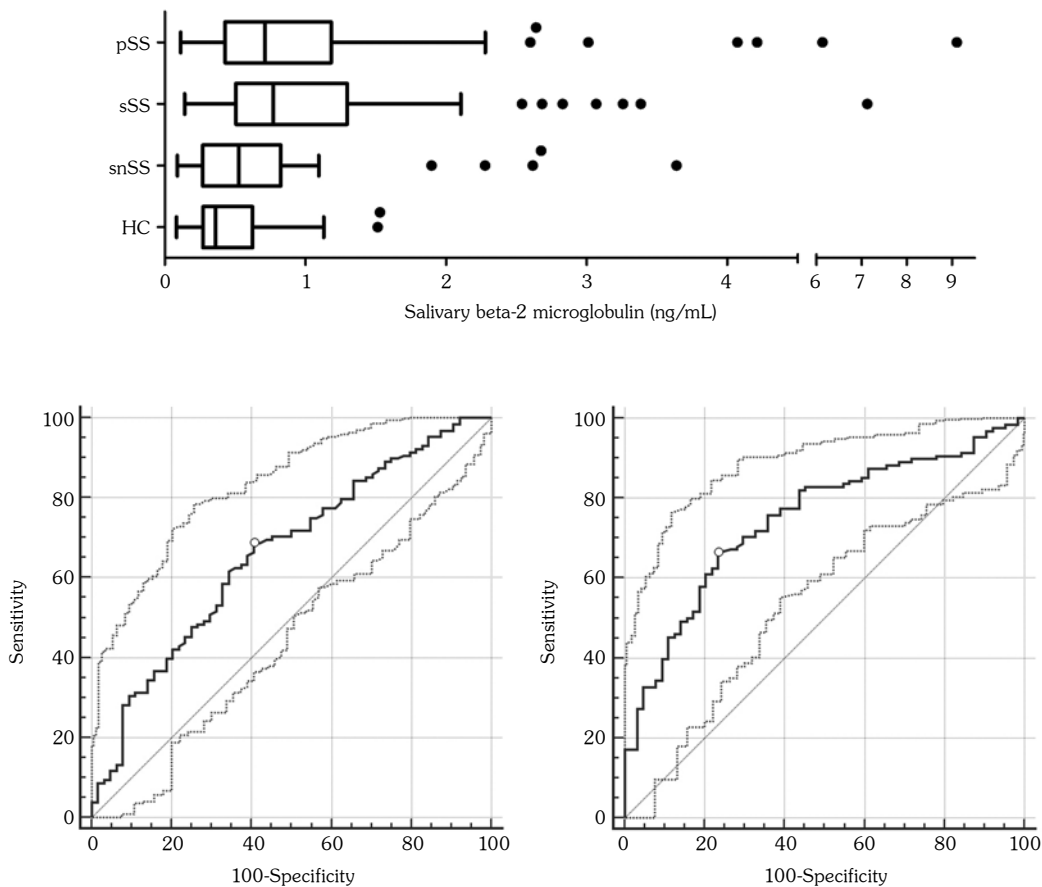 pSS
sSS
snSS
HC
0 1 2 3 4 6 7 8 9
Salivary beta-2 microglobulin (ng/mL)
100
80
60
40
20
0
Sensitivity
0 20 40 60 80 100
100-Specificity
100
80
60
40
20
0
Sensitivity
0 20 40 60 80 100
100-Specificity